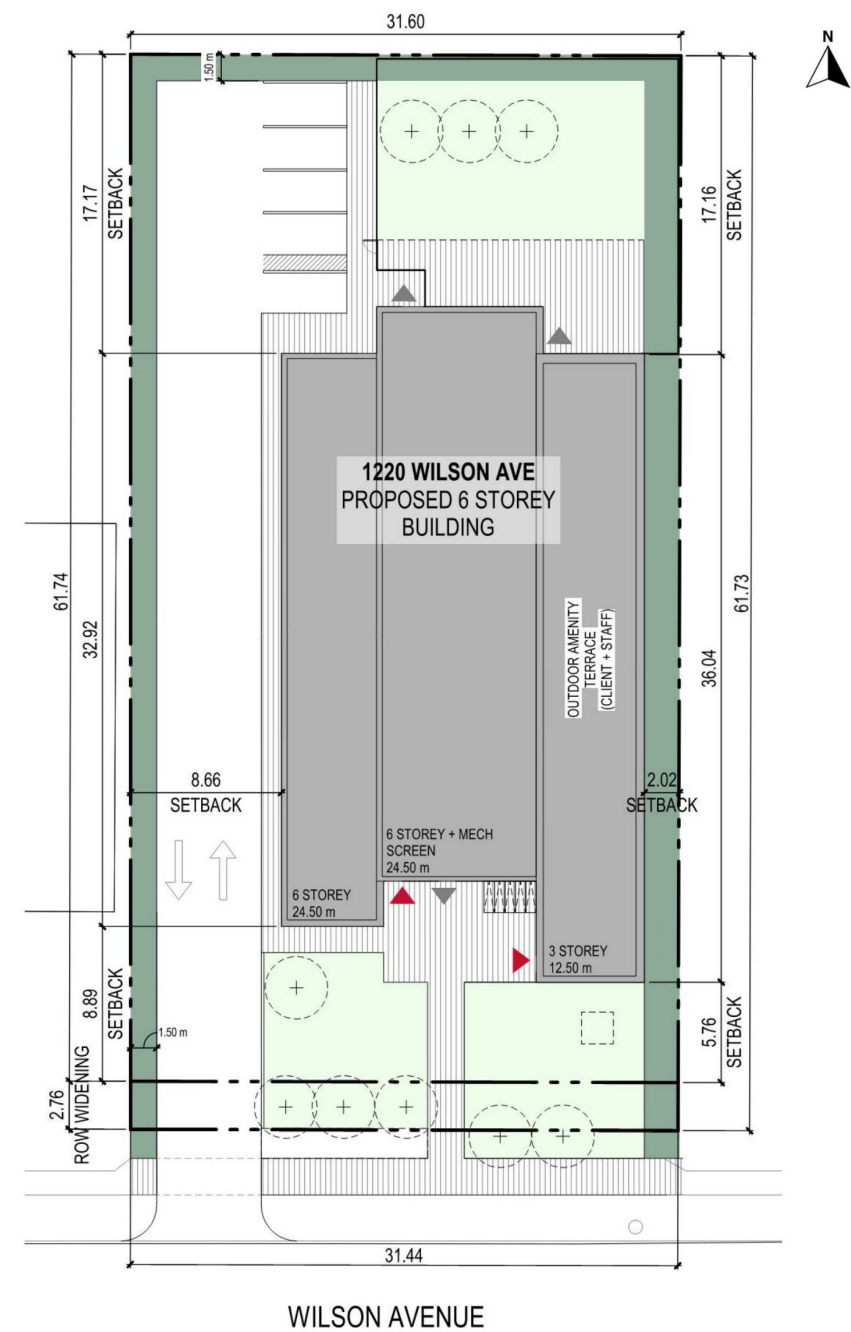 31.60
N
1.50 m
17.17
SETBACK
17.16
SETBACK
1220 WILSON AVE
PROPOSED 6 STOREY
BUILDING
61.74
32.92
61.73
36.04
OUTDOOR AMENITY
TERRACE
(CLIENT + STAFF)
8.66
SETBACK
2.02
SETBACK
6 STOREY + MECH
SCREEN
24.50 m
6 STOREY
24.50 m
3 STOREY
12.50 m
8.89
SETBACK
5.76
SETBACK
1.50 m
2.76
ROW WIDENING
31.44
WILSON AVENUE